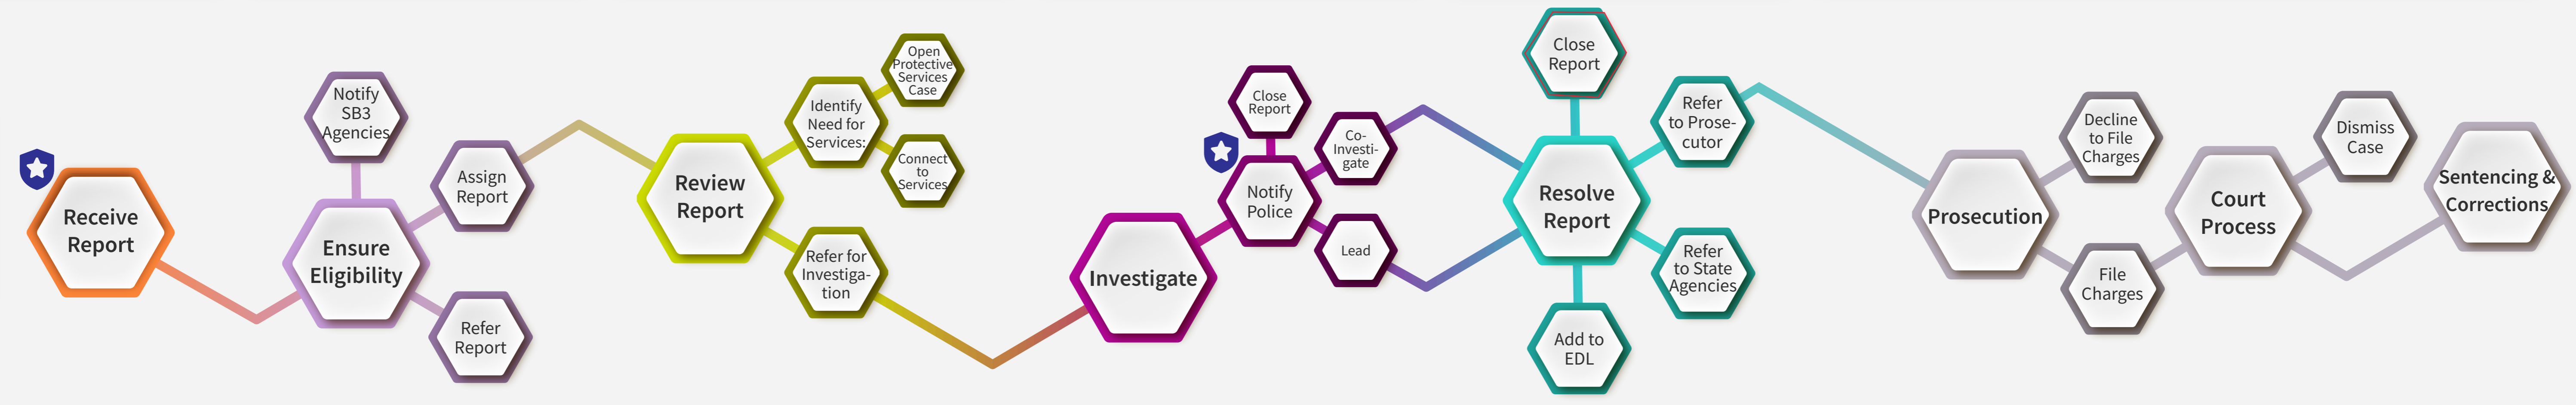 Receive
Report
Notify
SB3
Agencies
Ensure
Eligibility
Assign
Report
Refer
Report
Review
Report
Identify
Need for
Services:
Open
Protective
Services
Case
Connect
to
Services
Refer for
Investiga-
tion
Investigate
Notify
Police
Close
Report
Co-
Investi-
gate
Lead
Resolve
Report
Close
Report
Refer
to Prose-
cutor
Refer
to State
Agencies
Add to
EDL
Prosecution
Decline
to File
Charges
File
Charges
Court
Process
Dismiss
Case
Sentencing &
Corrections